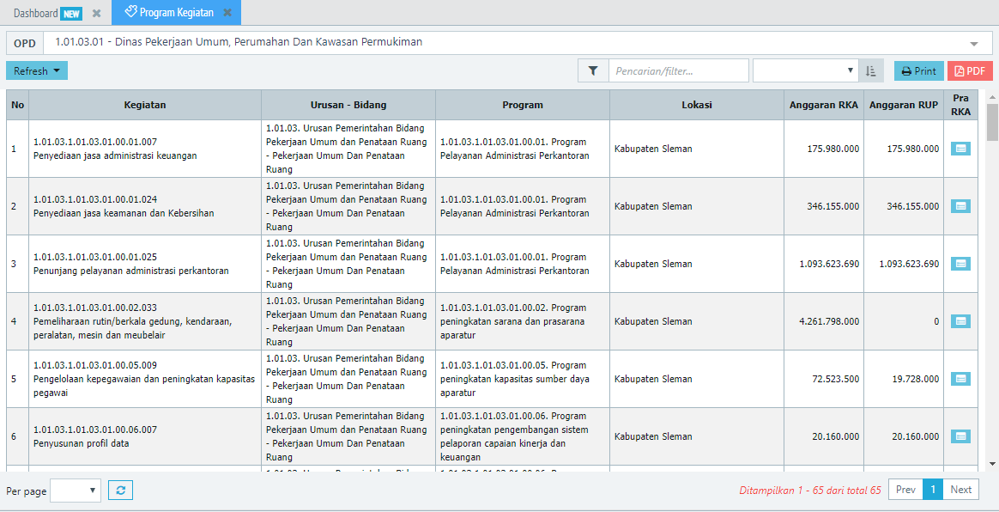 Dashboard NEW
Program Kegiatan
OPD 1.01.03.01 - Dinas Pekerjaan Umum, Perumahan Dan Kawasan Permukiman
Refresh Pencarian/filter... Print PDF
No Kegiatan Urusan - Bidang Program Lokasi Anggaran RKA Anggaran RUP Pra RKA
1
1.01.03.1.01.03.01.00.01.007
Penyediaan jasa administrasi keuangan
1.01.03. Urusan Pemerintahan Bidang
Pekerjaan Umum dan Penataan Ruang
- Pekerjaan Umum Dan Penataan
Ruang
1.01.03.1.01.03.01.00.01. Program
Pelayanan Administrasi Perkantoran
Kabupaten Sleman
175.980.000
175.980.000
2
1.01.03.1.01.03.01.00.01.024
Penyediaan jasa keamanan dan Kebersihan
1.01.03. Urusan Pemerintahan Bidang
Pekerjaan Umum dan Penataan Ruang
- Pekerjaan Umum Dan Penataan
Ruang
1.01.03.1.01.03.01.00.01. Program
Pelayanan Administrasi Perkantoran
Kabupaten Sleman
346.155.000
346.155.000
3
1.01.03.1.01.03.01.00.01.025
Penunjang pelayanan administrasi perkantoran
1.01.03. Urusan Pemerintahan Bidang
Pekerjaan Umum dan Penataan Ruang
- Pekerjaan Umum Dan Penataan
Ruang
1.01.03.1.01.03.01.00.01. Program
Pelayanan Administrasi Perkantoran
Kabupaten Sleman
1.093.623.690
1.093.623.690
4
1.01.03.1.01.03.01.00.02.033
Pemeliharaan rutin/berkala gedung, kendaraan,
peralatan, mesin dan meubelair
1.01.03. Urusan Pemerintahan Bidang
Pekerjaan Umum dan Penataan Ruang
- Pekerjaan Umum Dan Penataan
Ruang
1.01.03.1.01.03.01.00.02. Program
peningkatan sarana dan prasarana
aparatur
Kabupaten Sleman
4.261.798.000
0
5
1.01.03.1.01.03.01.00.05.009
Pengelolaan kepegawaian dan peningkatan kapasitas
pegawai
1.01.03. Urusan Pemerintahan Bidang
Pekerjaan Umum dan Penataan Ruang
- Pekerjaan Umum Dan Penataan
Ruang
1.01.03.1.01.03.01.00.05. Program
peningkatan kapasitas sumber daya
aparatur
Kabupaten Sleman
72.523.500
19.728.000
6
1.01.03.1.01.03.01.00.06.007
Penyusunan profil data
1.01.03. Urusan Pemerintahan Bidang
Pekerjaan Umum dan Penataan Ruang
- Pekerjaan Umum Dan Penataan
Ruang
1.01.03.1.01.03.01.00.06. Program
peningkatan pengembangan sistem
pelaporan capaian kinerja dan
keuangan
Kabupaten Sleman
20.160.000
20.160.000
Per page
Ditampilkan 1 - 65 dari total 65
Prev 1 Next